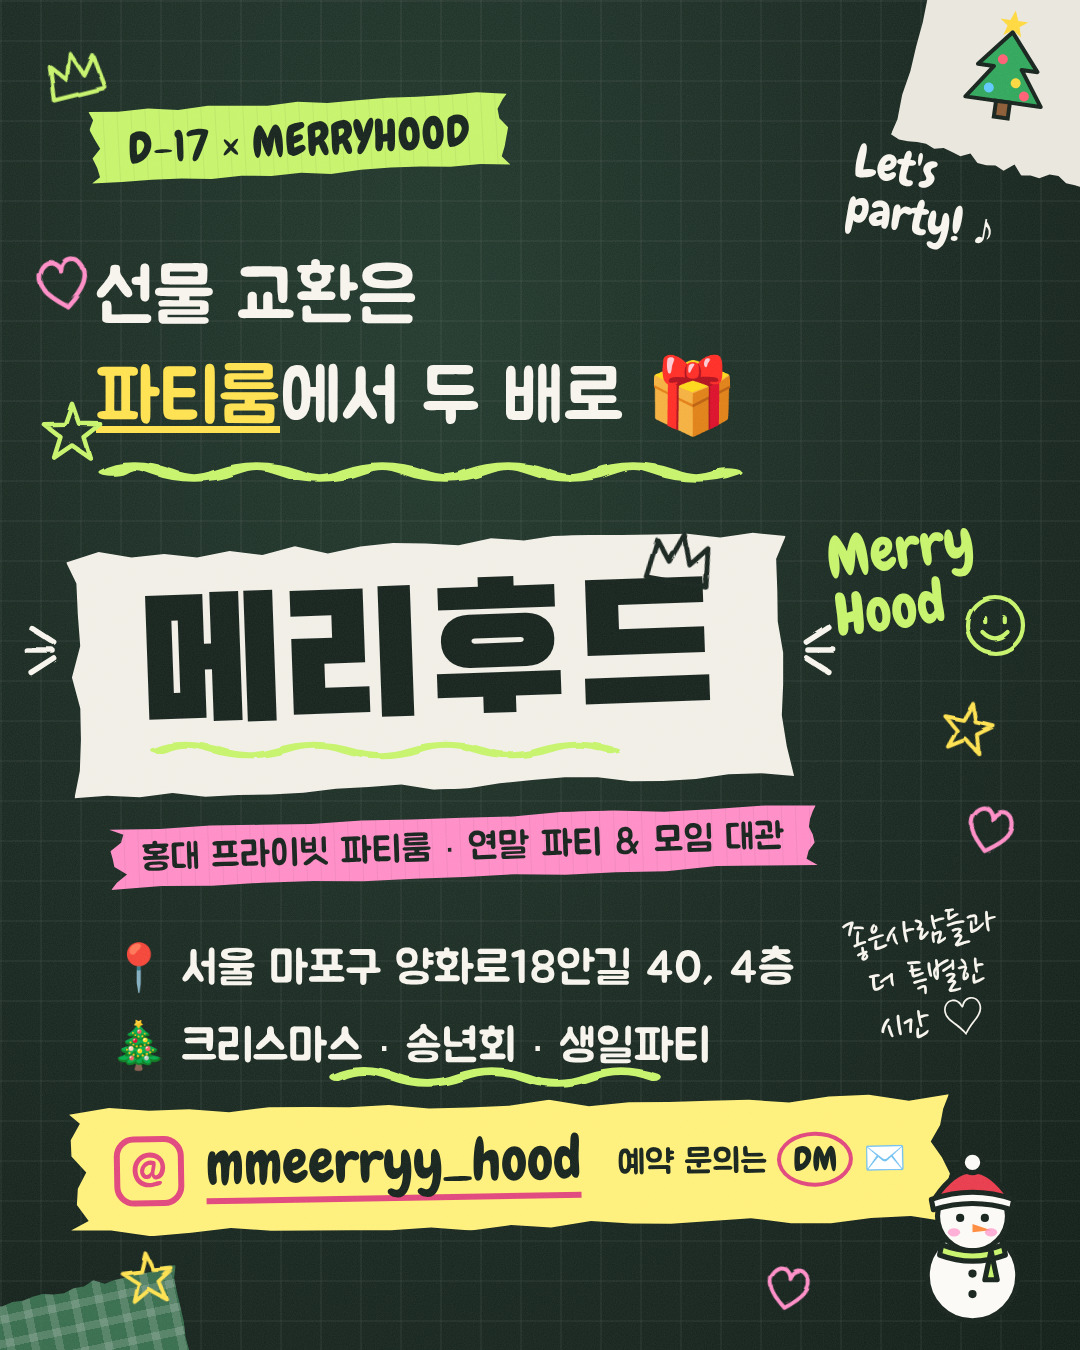 D-17 × MERRYHOOD
Let's
party! ♪
선물 교환은
파티룸에서 두 배로 🎁
메리후드
Merry
Hood
홍대 프라이빗 파티룸 · 연말 파티 & 모임 대관
📍 서울 마포구 양화로18안길 40, 4층
🎄 크리스마스 · 송년회 · 생일파티
좋은사람들과
더 특별한
시간 ♡
@ mmeerryy_hood 예약 문의는 DM ✉️